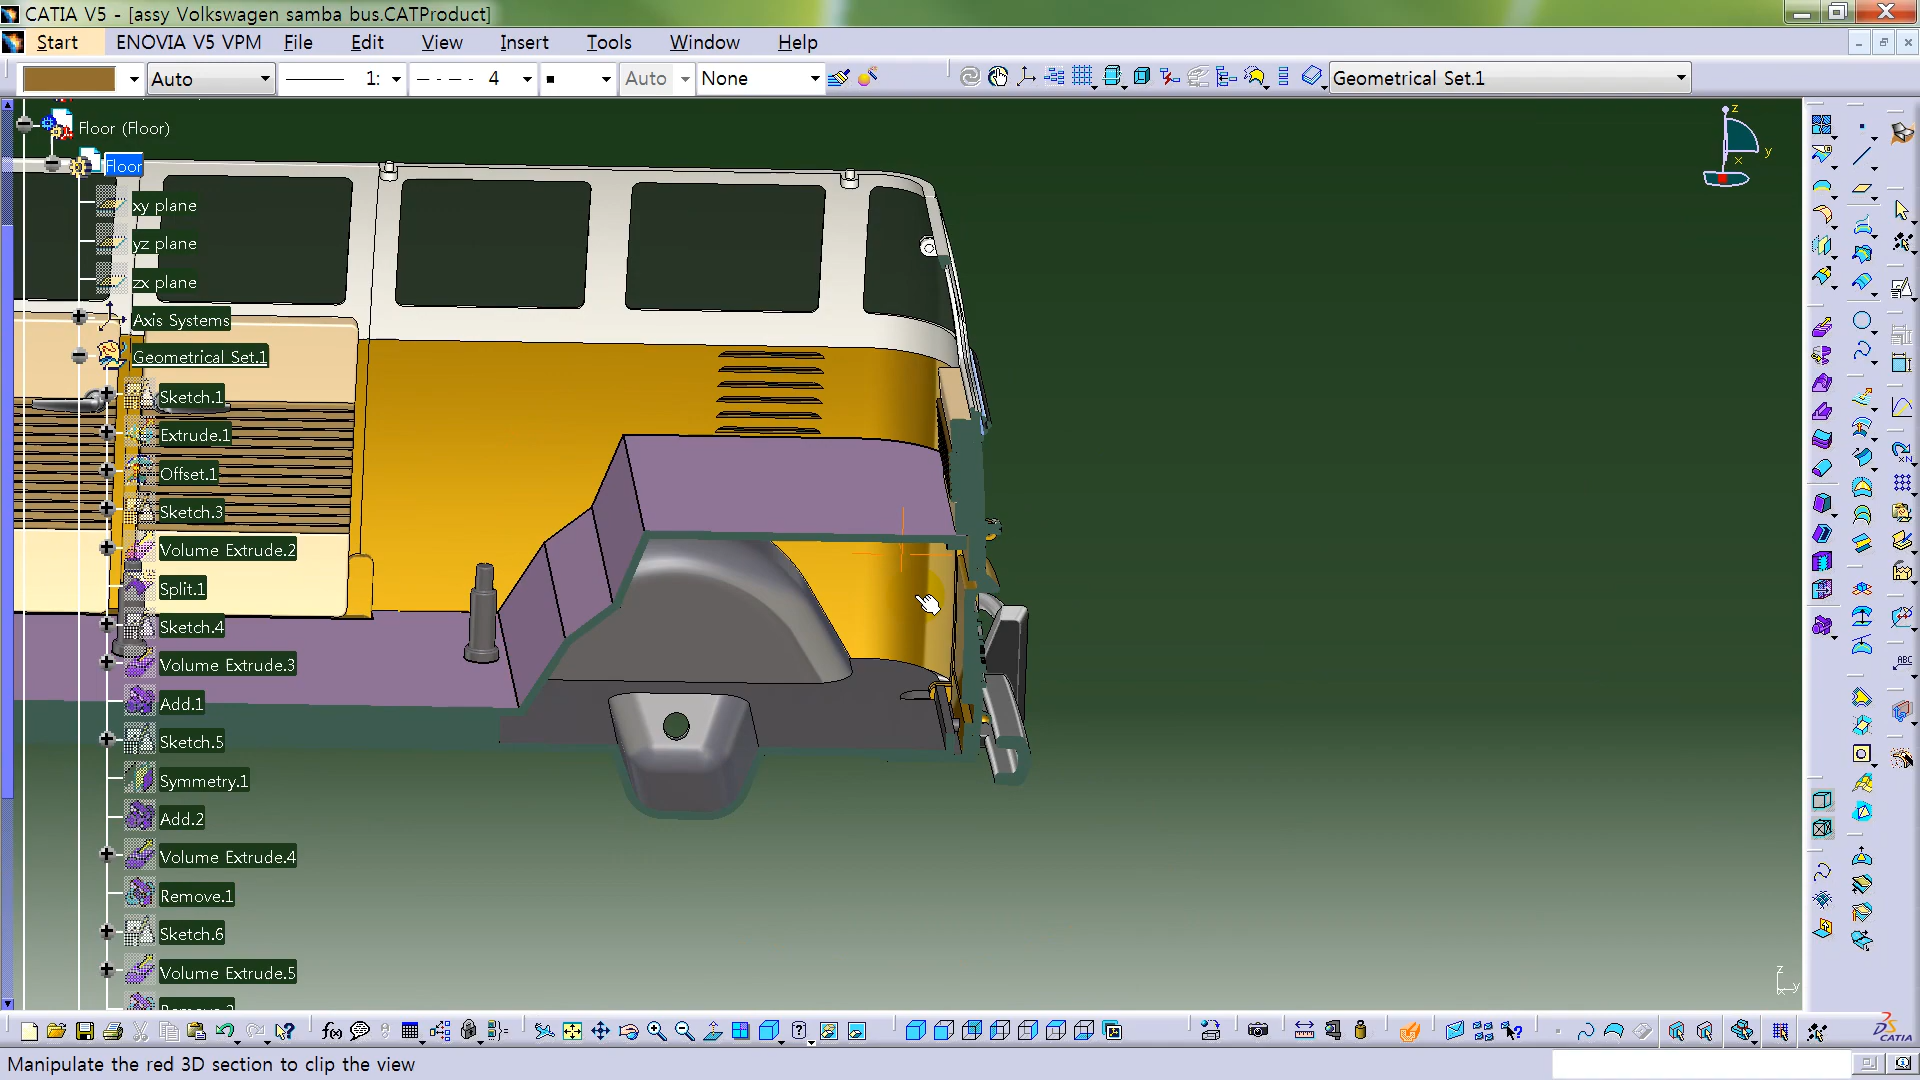 CATIA V5 - [assy Volkswagen samba bus.CATProduct]
Start ENOVIA V5 VPM File Edit View Insert Tools Window Help
Auto 1: 4 Auto None Geometrical Set.1
Floor (Floor)
Floor
xy plane
yz plane
zx plane
Axis Systems
Geometrical Set.1
Sketch.1
Extrude.1
Offset.1
Sketch.3
Volume Extrude.2
Split.1
Sketch.4
Volume Extrude.3
Add.1
Sketch.5
Symmetry.1
Add.2
Volume Extrude.4
Remove.1
Sketch.6
Volume Extrude.5
z
y
x
ABC
z
y
x
f(x)
CATIA
Manipulate the red 3D section to clip the view